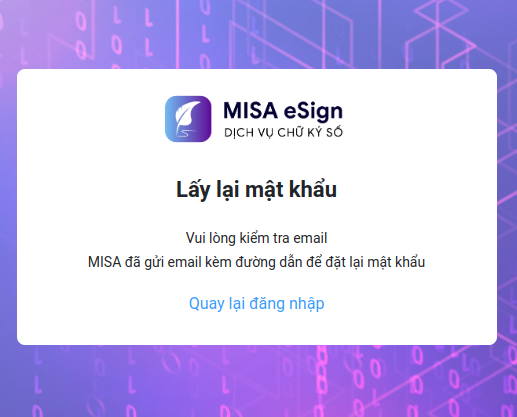 MISA eSign
DỊCH VỤ CHỮ KÝ SỐ
Lấy lại mật khẩu
Vui lòng kiểm tra email
MISA đã gửi email kèm đường dẫn để đặt lại mật khẩu
Quay lại đăng nhập